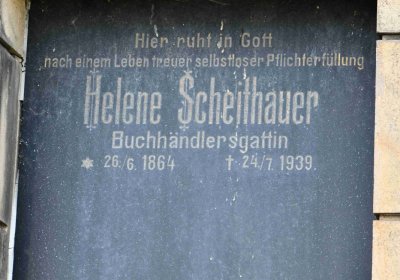 Hier ruht in Gott
nach einem Leben treuer selbstloser Pflichterfüllung
Helene Scheithauer
Buchhändlersgattin
* 26./6. 1864 † 24./7. 1939.